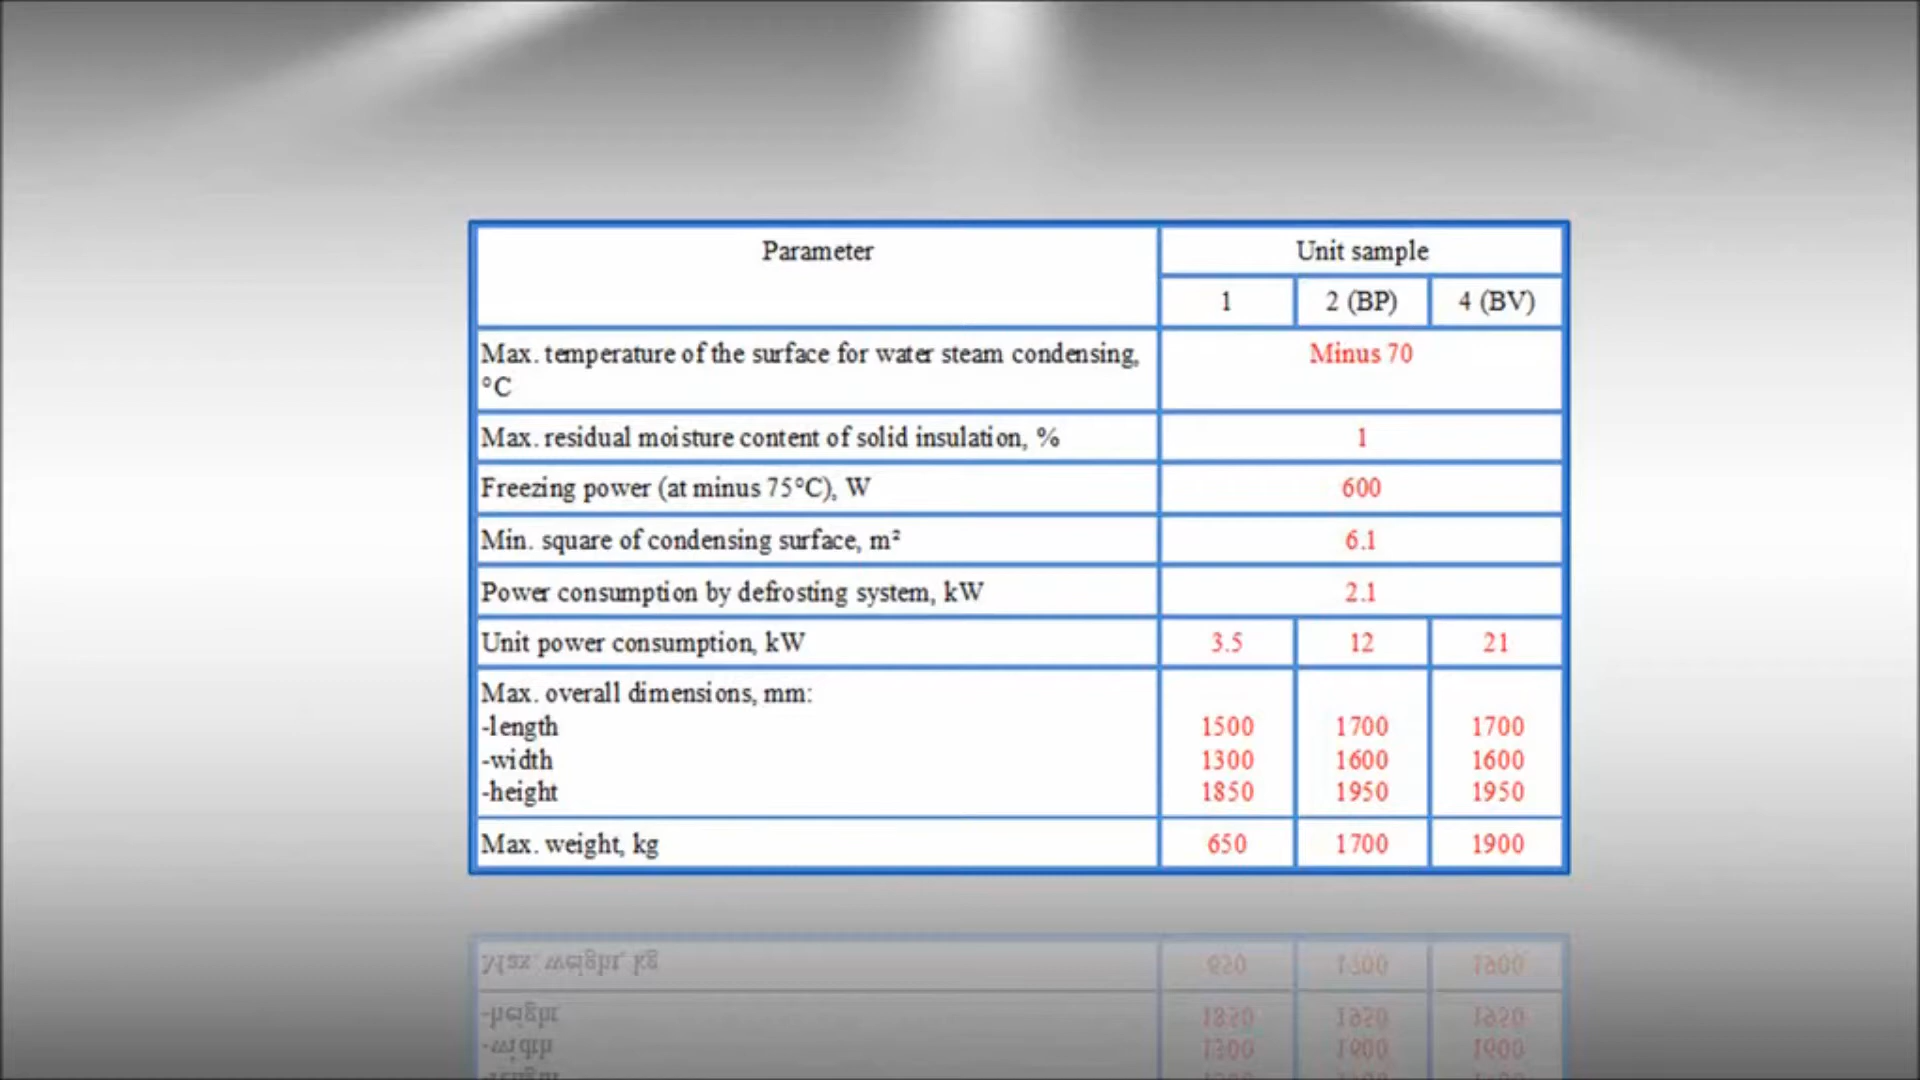 Parameter Unit sample
1 2 (BP) 4 (BV)
Max. temperature of the surface for water steam condensing, Minus 70
°C
Max. residual moisture content of solid insulation, % 1
Freezing power (at minus 75°C), W 600
Min. square of condensing surface, m² 6.1
Power consumption by defrosting system, kW 2.1
Unit power consumption, kW 3.5 12 21
Max. overall dimensions, mm:
-length 1500 1700 1700
-width 1300 1600 1600
-height 1850 1950 1950
Max. weight, kg 650 1700 1900